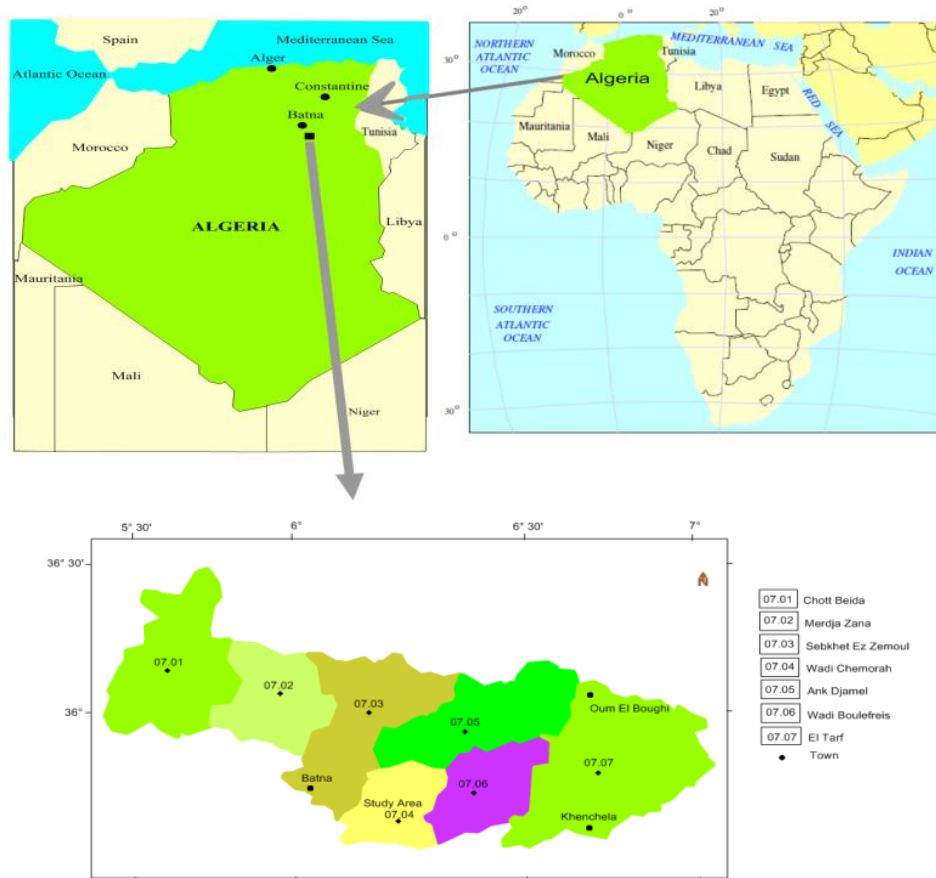 Spain
Mediterranean Sea
Alger
Atlantic Ocean
Constantine
Batna
Tunisia
Morocco
ALGERIA
Libya
Mauritania
Mali
Niger
20°
0°
20°
NORTHERN
ATLANTIC
OCEAN
MEDITERRANEAN SEA
Morocco
Tunisia
30°
Algeria
Libya
Egypt
RED
SEA
Mauritania
Mali
Niger
Chad
Sudan
0°
INDIAN
OCEAN
SOUTHERN
ATLANTIC
OCEAN
30°
5° 30'
6°
6° 30'
7°
36° 30'
N
07.01
07.02
07.03
36°
Oum El Boughi
07.05
07.07
Batna
07.06
Study Area
07.04
Khenchela
07.01 Chott Beida
07.02 Merdja Zana
07.03 Sebkhet Ez Zemoul
07.04 Wadi Chemorah
07.05 Ank Djamel
07.06 Wadi Boulefreis
07.07 El Tarf
Town